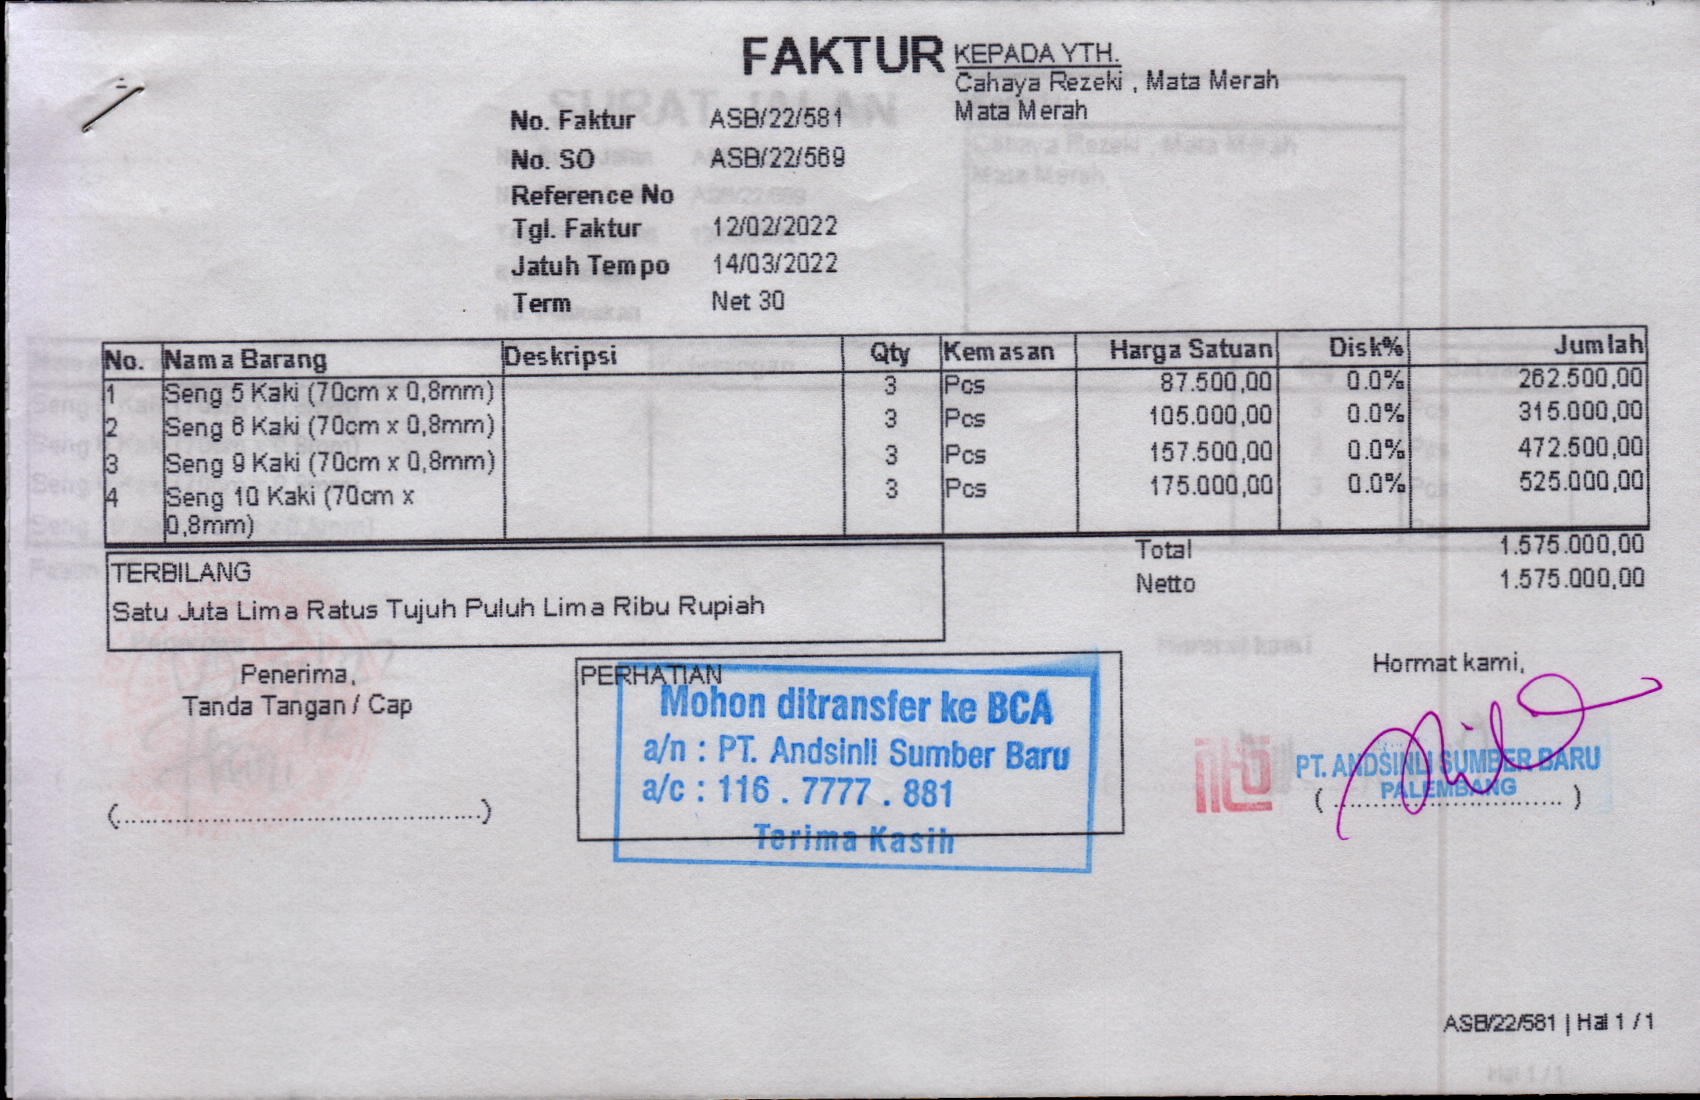 FAKTUR
KEPADA YTH.
Cahaya Rezeki , Mata Merah
Mata Merah
No. Faktur ASB/22/581
No. SO ASB/22/569
Reference No
Tgl. Faktur 12/02/2022
Jatuh Tempo 14/03/2022
Term Net 30
No. Nama Barang Deskripsi Qty Kemasan Harga Satuan Disk% Jumlah
1 Seng 5 Kaki (70cm x 0,8mm) 3 Pcs 87.500,00 0.0% 262.500,00
2 Seng 6 Kaki (70cm x 0,8mm) 3 Pcs 105.000,00 0.0% 315.000,00
3 Seng 9 Kaki (70cm x 0,8mm) 3 Pcs 157.500,00 0.0% 472.500,00
4 Seng 10 Kaki (70cm x 3 Pcs 175.000,00 0.0% 525.000,00
0,8mm)
Total 1.575.000,00
Netto 1.575.000,00
TERBILANG
Satu Juta Lima Ratus Tujuh Puluh Lima Ribu Rupiah
Penerima,
Tanda Tangan / Cap
(.............................................)
PERHATIAN
Mohon ditransfer ke BCA
a/n : PT. Andsinli Sumber Baru
a/c : 116 . 7777 . 881
Terima Kasih
Hormat kami,
PT. ANDSINLI SUMBER BARU
PALEMBANG
(............................)
ASB/22/581 | Hal 1 / 1